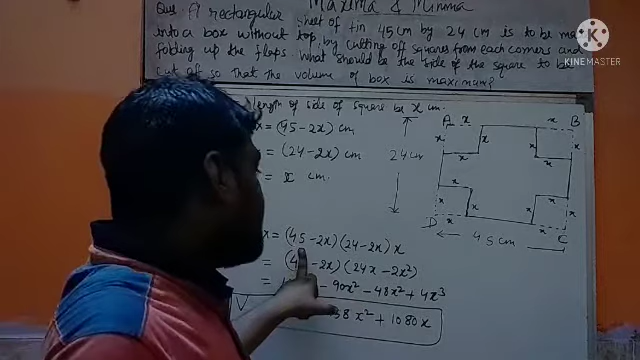 Maxima & Minima
Ques A rectangular sheet of tin 45 cm by 24 cm is to be
into a box without top, by cutting off squares from each corners and
folding up the flaps. What should be the side of the square to be
cut off so that the volume of box is maximum?
KINEMASTER
length of side of square be x cm.
= (45-2x) cm
= (24-2x) cm
= x cm.
A x x B
x x x x
x x
24 cm
x x
x x x x
D x x C
45 cm
x = (45-2x)(24-2x)x
= (4 -2x)(24x-2x²)
= - 90x² - 48x² + 4x³
V 38x² + 1080x